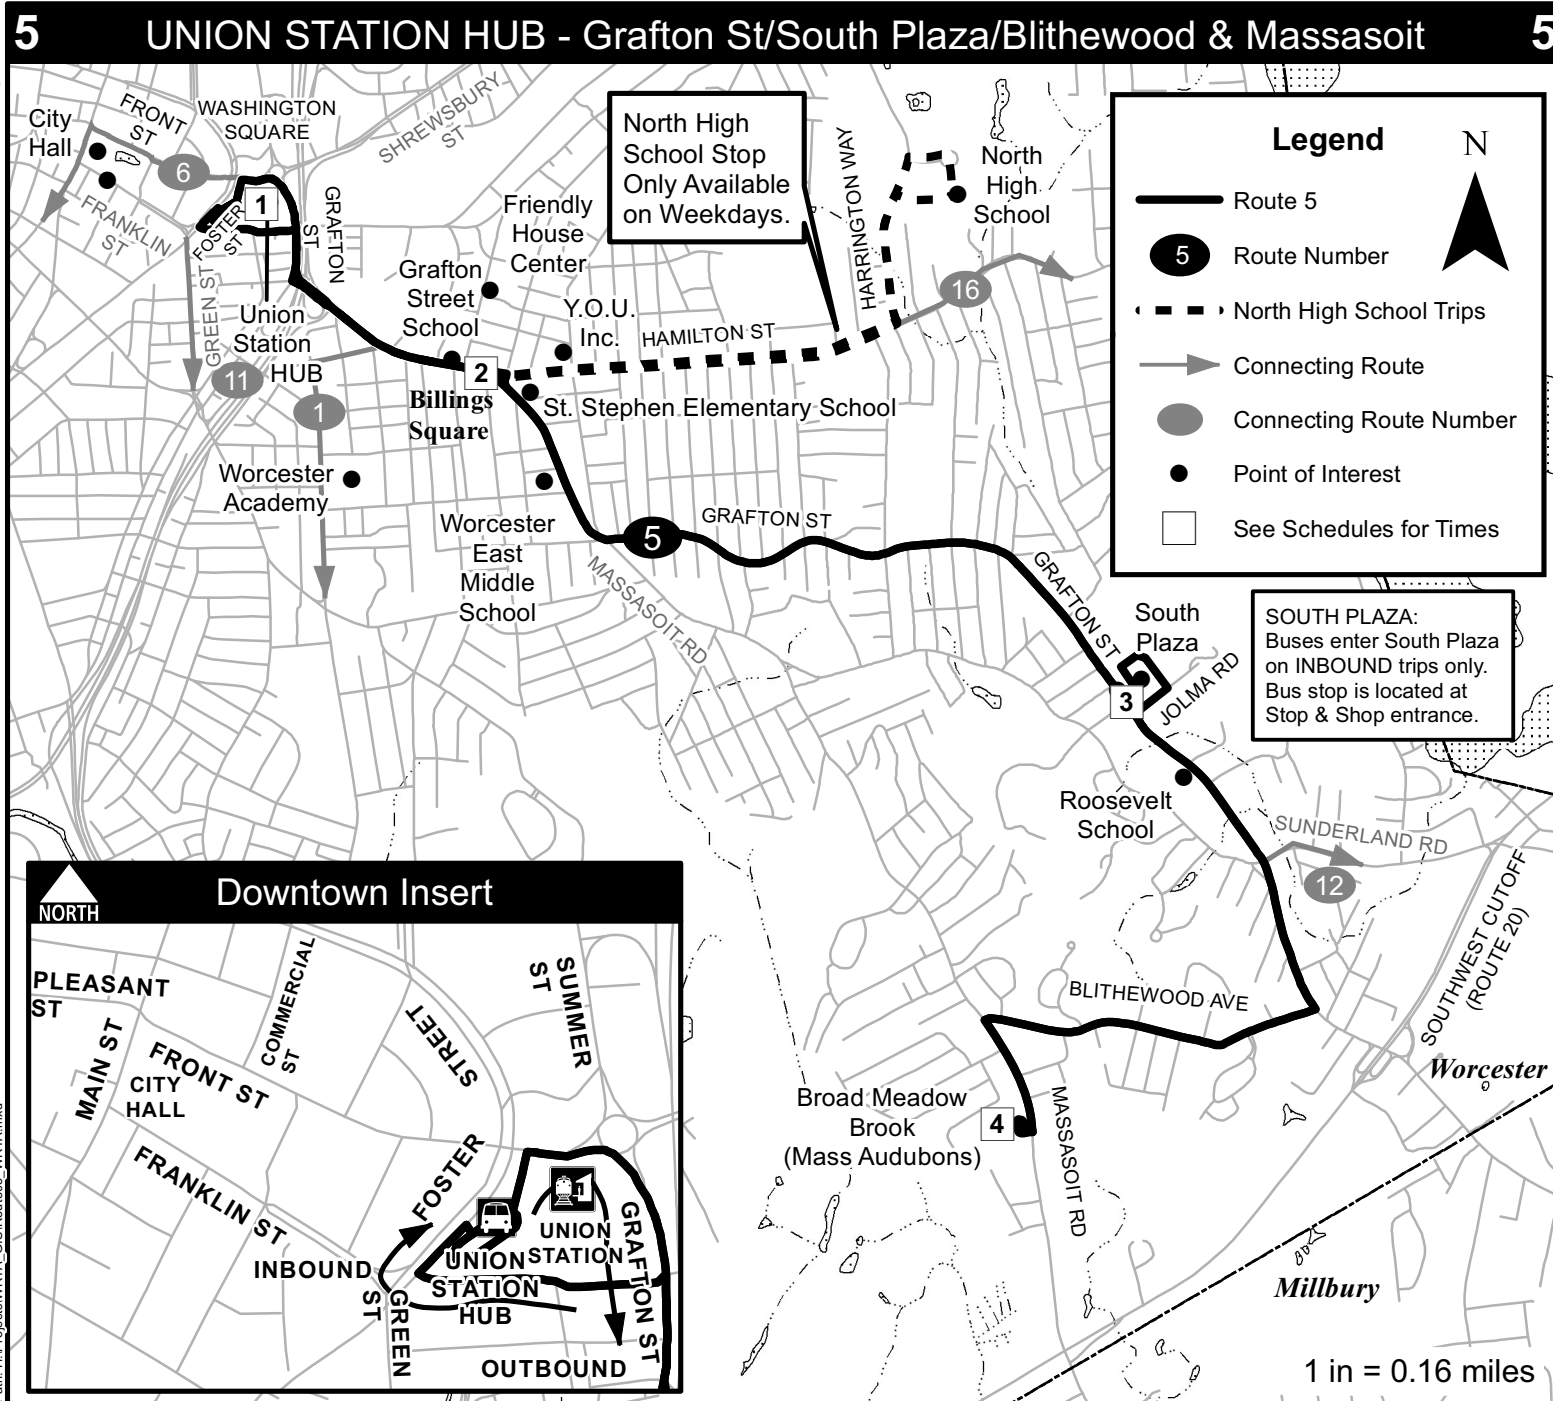 5
UNION STATION HUB - Grafton St/South Plaza/Blithewood & Massasoit
5
City
Hall
FRONT
ST
WASHINGTON
SQUARE
SHREWSBURY
ST
6
1
FRANKLIN
ST
FOSTER
ST
GRAFTON
ST
GREEN ST
Union
Station
HUB
11
1
Friendly
House
Center
Grafton
Street
School
Y.O.U.
Inc.
HAMILTON ST
North High
School Stop
Only Available
on Weekdays.
HARRINGTON WAY
North
High
School
16
2
Billings
Square
St. Stephen Elementary School
Worcester
Academy
Worcester
East
Middle
School
5
GRAFTON ST
MASSASOIT RD
GRAFTON ST
South
Plaza
3
JOLMA RD
Roosevelt
School
SUNDERLAND RD
12
SOUTHWEST CUTOFF
(ROUTE 20)
BLITHEWOOD AVE
Broad Meadow
Brook
(Mass Audubons)
4
MASSASOIT RD
Worcester
Millbury
1 in = 0.16 miles
Legend
N
Route 5
5
Route Number
North High School Trips
Connecting Route
Connecting Route Number
Point of Interest
See Schedules for Times
SOUTH PLAZA:
Buses enter South Plaza
on INBOUND trips only.
Bus stop is located at
Stop & Shop entrance.
NORTH
Downtown Insert
PLEASANT
ST
MAIN ST
COMMERCIAL
ST
STREET
SUMMER
ST
FRONT ST
CITY
HALL
FRANKLIN ST
FOSTER
INBOUND
GREEN
ST
UNION
STATION
HUB
UNION
STATION
GRAFTON ST
OUTBOUND